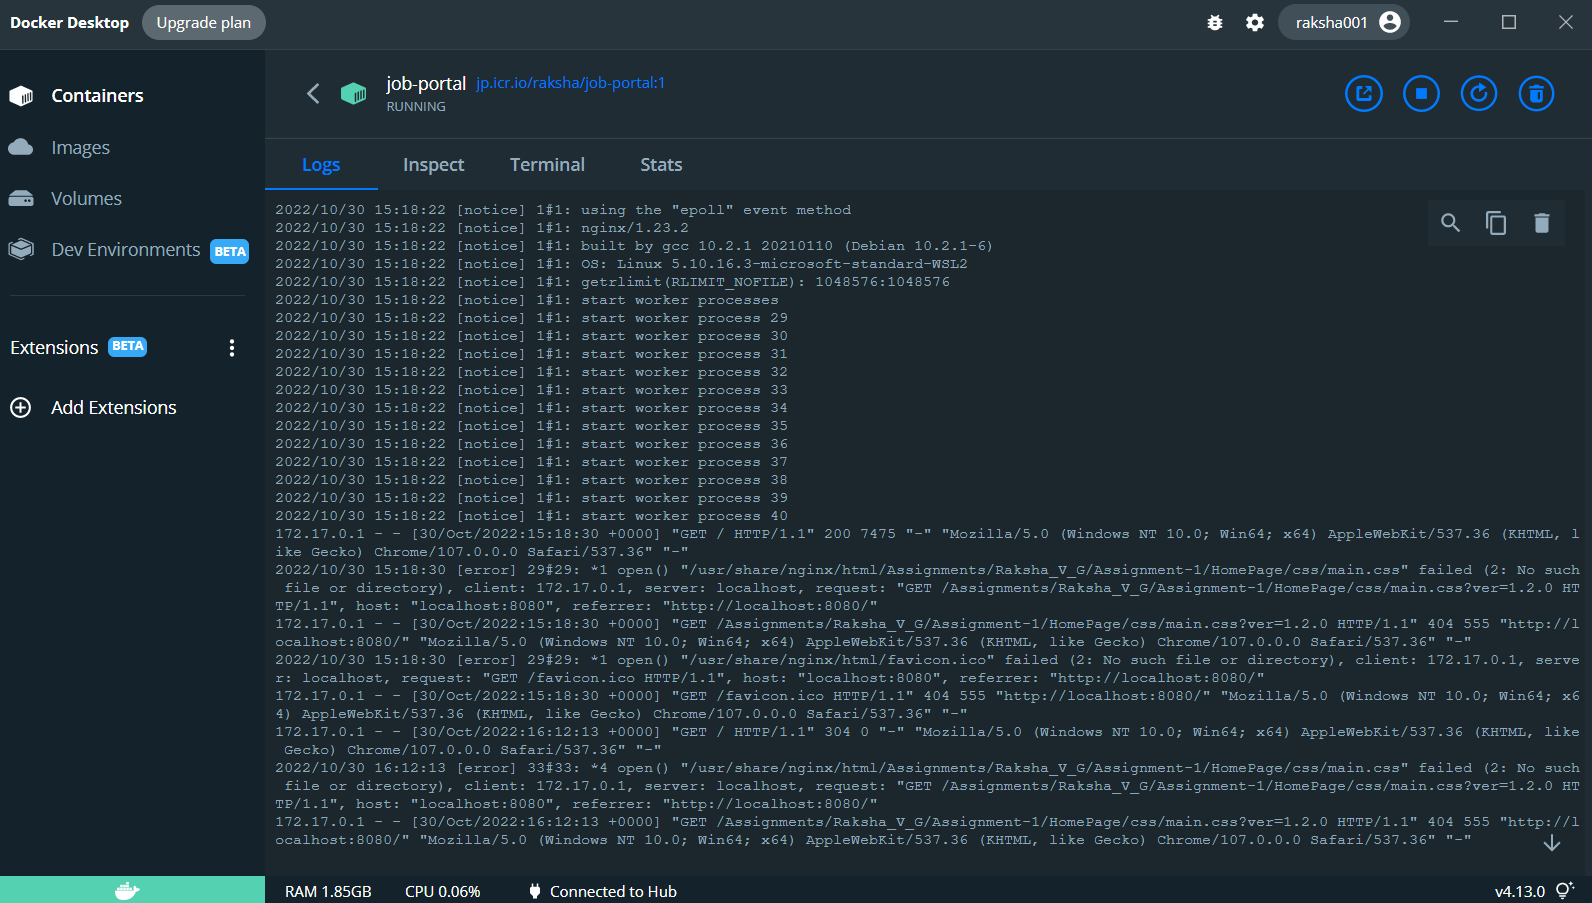 Docker Desktop
Upgrade plan
raksha001
Containers
Images
Volumes
Dev Environments BETA
Extensions BETA
Add Extensions
job-portal jp.icr.io/raksha/job-portal:1
RUNNING
Logs Inspect Terminal Stats
2022/10/30 15:18:22 [notice] 1#1: using the "epoll" event method
2022/10/30 15:18:22 [notice] 1#1: nginx/1.23.2
2022/10/30 15:18:22 [notice] 1#1: built by gcc 10.2.1 20210110 (Debian 10.2.1-6)
2022/10/30 15:18:22 [notice] 1#1: OS: Linux 5.10.16.3-microsoft-standard-WSL2
2022/10/30 15:18:22 [notice] 1#1: getrlimit(RLIMIT_NOFILE): 1048576:1048576
2022/10/30 15:18:22 [notice] 1#1: start worker processes
2022/10/30 15:18:22 [notice] 1#1: start worker process 29
2022/10/30 15:18:22 [notice] 1#1: start worker process 30
2022/10/30 15:18:22 [notice] 1#1: start worker process 31
2022/10/30 15:18:22 [notice] 1#1: start worker process 32
2022/10/30 15:18:22 [notice] 1#1: start worker process 33
2022/10/30 15:18:22 [notice] 1#1: start worker process 34
2022/10/30 15:18:22 [notice] 1#1: start worker process 35
2022/10/30 15:18:22 [notice] 1#1: start worker process 36
2022/10/30 15:18:22 [notice] 1#1: start worker process 37
2022/10/30 15:18:22 [notice] 1#1: start worker process 38
2022/10/30 15:18:22 [notice] 1#1: start worker process 39
2022/10/30 15:18:22 [notice] 1#1: start worker process 40
172.17.0.1 - - [30/Oct/2022:15:18:30 +0000] "GET / HTTP/1.1" 200 7475 "-" "Mozilla/5.0 (Windows NT 10.0; Win64; x64) AppleWebKit/537.36 (KHTML, l
ike Gecko) Chrome/107.0.0.0 Safari/537.36" "-"
2022/10/30 15:18:30 [error] 29#29: *1 open() "/usr/share/nginx/html/Assignments/Raksha_V_G/Assignment-1/HomePage/css/main.css" failed (2: No such
 file or directory), client: 172.17.0.1, server: localhost, request: "GET /Assignments/Raksha_V_G/Assignment-1/HomePage/css/main.css?ver=1.2.0 HT
TP/1.1", host: "localhost:8080", referrer: "http://localhost:8080/"
172.17.0.1 - - [30/Oct/2022:15:18:30 +0000] "GET /Assignments/Raksha_V_G/Assignment-1/HomePage/css/main.css?ver=1.2.0 HTTP/1.1" 404 555 "http://l
ocalhost:8080/" "Mozilla/5.0 (Windows NT 10.0; Win64; x64) AppleWebKit/537.36 (KHTML, like Gecko) Chrome/107.0.0.0 Safari/537.36" "-"
2022/10/30 15:18:30 [error] 29#29: *1 open() "/usr/share/nginx/html/favicon.ico" failed (2: No such file or directory), client: 172.17.0.1, serve
r: localhost, request: "GET /favicon.ico HTTP/1.1", host: "localhost:8080", referrer: "http://localhost:8080/"
172.17.0.1 - - [30/Oct/2022:15:18:30 +0000] "GET /favicon.ico HTTP/1.1" 404 555 "http://localhost:8080/" "Mozilla/5.0 (Windows NT 10.0; Win64; x6
4) AppleWebKit/537.36 (KHTML, like Gecko) Chrome/107.0.0.0 Safari/537.36" "-"
172.17.0.1 - - [30/Oct/2022:16:12:13 +0000] "GET / HTTP/1.1" 304 0 "-" "Mozilla/5.0 (Windows NT 10.0; Win64; x64) AppleWebKit/537.36 (KHTML, like
 Gecko) Chrome/107.0.0.0 Safari/537.36" "-"
2022/10/30 16:12:13 [error] 33#33: *4 open() "/usr/share/nginx/html/Assignments/Raksha_V_G/Assignment-1/HomePage/css/main.css" failed (2: No such
 file or directory), client: 172.17.0.1, server: localhost, request: "GET /Assignments/Raksha_V_G/Assignment-1/HomePage/css/main.css?ver=1.2.0 HT
TP/1.1", host: "localhost:8080", referrer: "http://localhost:8080/"
172.17.0.1 - - [30/Oct/2022:16:12:13 +0000] "GET /Assignments/Raksha_V_G/Assignment-1/HomePage/css/main.css?ver=1.2.0 HTTP/1.1" 404 555 "http://l
ocalhost:8080/" "Mozilla/5.0 (Windows NT 10.0; Win64; x64) AppleWebKit/537.36 (KHTML, like Gecko) Chrome/107.0.0.0 Safari/537.36" "-"
RAM 1.85GB CPU 0.06% Connected to Hub
v4.13.0